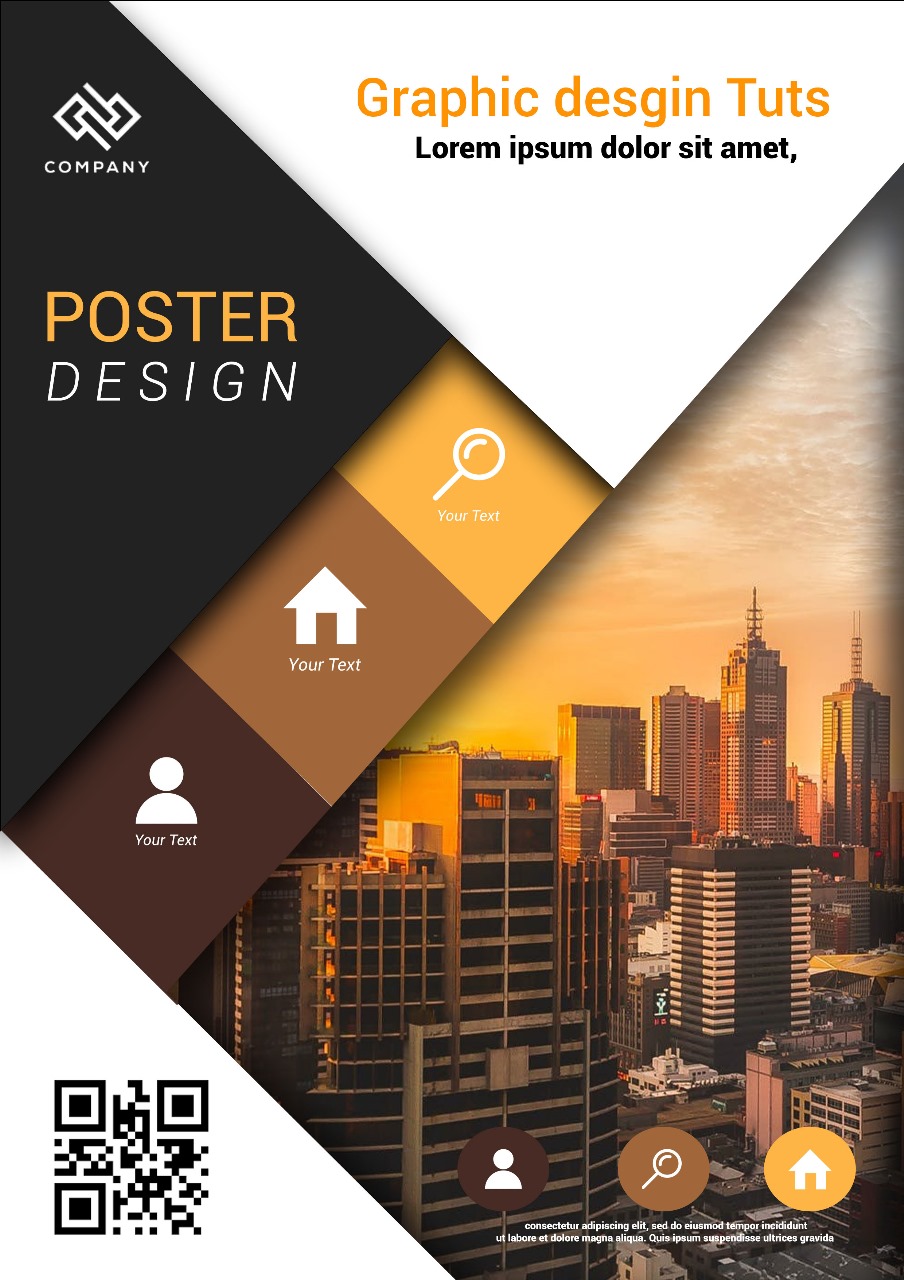 COMPANY
Graphic desgin Tuts
Lorem ipsum dolor sit amet,
POSTER
DESIGN
Your Text
Your Text
Your Text
consectetur adipiscing elit, sed do eiusmod tempor incididunt
ut labore et dolore magna aliqua. Quis ipsum suspendisse ultrices gravida